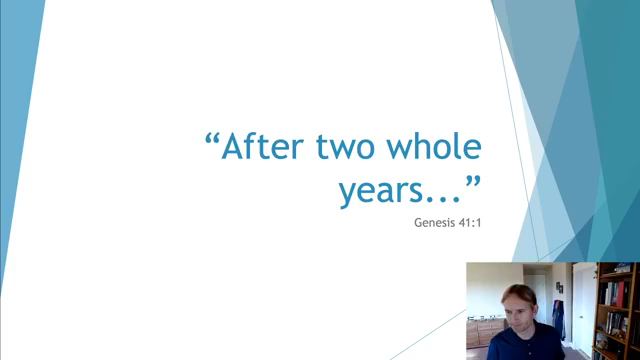 “After two whole
years...”
Genesis 41:1